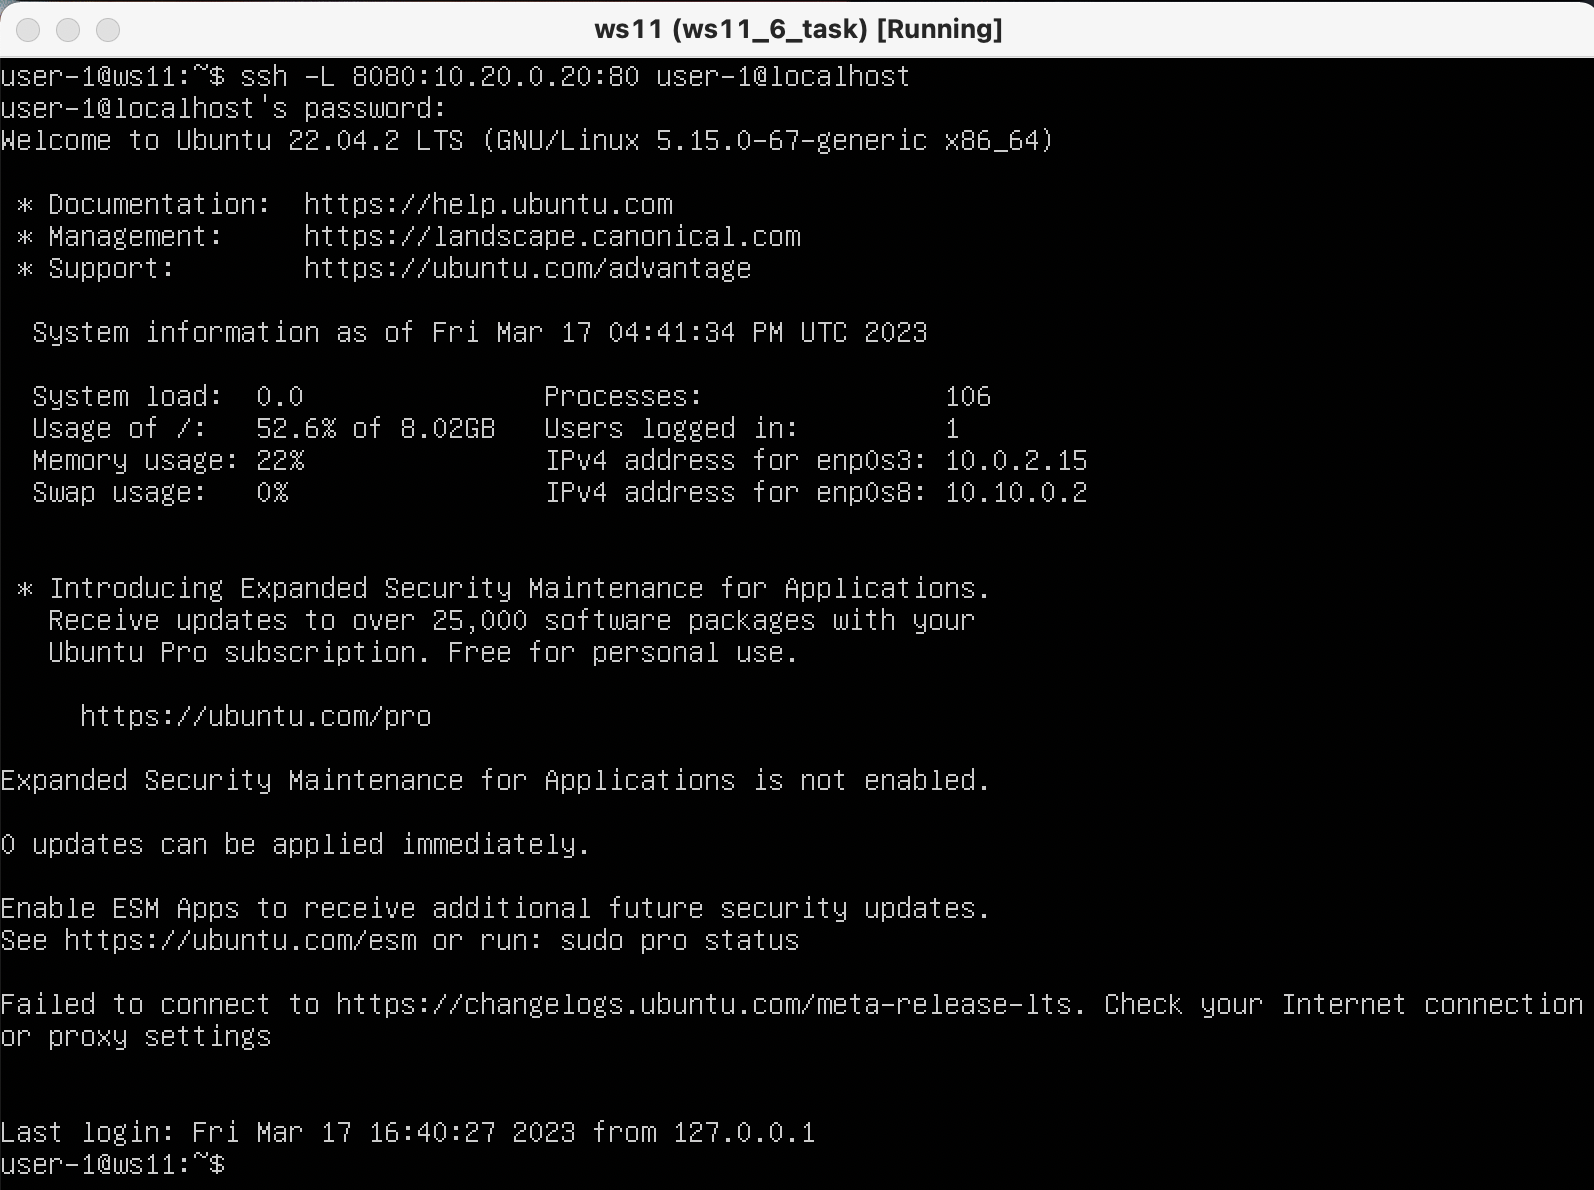 ws11 (ws11_6_task) [Running]
user-1@ws11:~$ ssh -L 8080:10.20.0.20:80 user-1@localhost
user-1@localhost's password:
Welcome to Ubuntu 22.04.2 LTS (GNU/Linux 5.15.0-67-generic x86_64)
* Documentation:  https://help.ubuntu.com
* Management:     https://landscape.canonical.com
* Support:        https://ubuntu.com/advantage
System information as of Fri Mar 17 04:41:34 PM UTC 2023
System load:  0.0               Processes:               106
Usage of /:   52.6% of 8.02GB   Users logged in:         1
Memory usage: 22%               IPv4 address for enp0s3: 10.0.2.15
Swap usage:   0%                IPv4 address for enp0s8: 10.10.0.2
* Introducing Expanded Security Maintenance for Applications.
Receive updates to over 25,000 software packages with your
Ubuntu Pro subscription. Free for personal use.
https://ubuntu.com/pro
Expanded Security Maintenance for Applications is not enabled.
0 updates can be applied immediately.
Enable ESM Apps to receive additional future security updates.
See https://ubuntu.com/esm or run: sudo pro status
Failed to connect to https://changelogs.ubuntu.com/meta-release-lts. Check your Internet connection
or proxy settings
Last login: Fri Mar 17 16:40:27 2023 from 127.0.0.1
user-1@ws11:~$